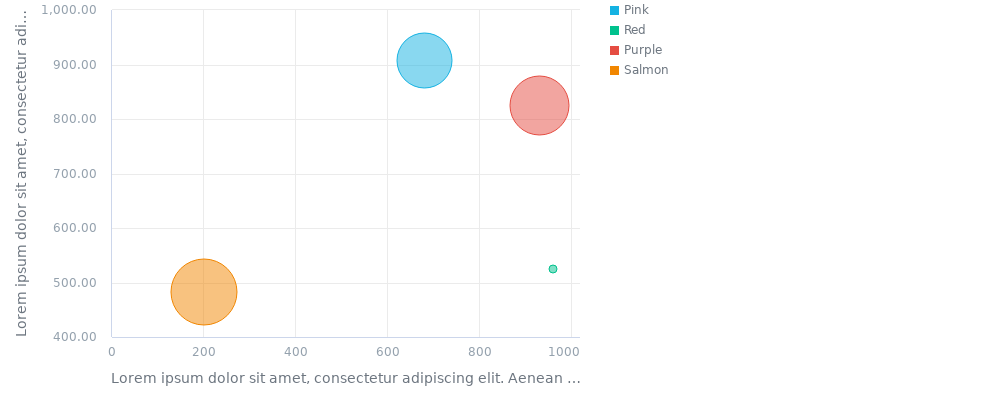 Lorem ipsum dolor sit amet, consectetur adi...
1,000.00
900.00
800.00
700.00
600.00
500.00
400.00
0 200 400 600 800 1000
Lorem ipsum dolor sit amet, consectetur adipiscing elit. Aenean ...
Pink
Red
Purple
Salmon